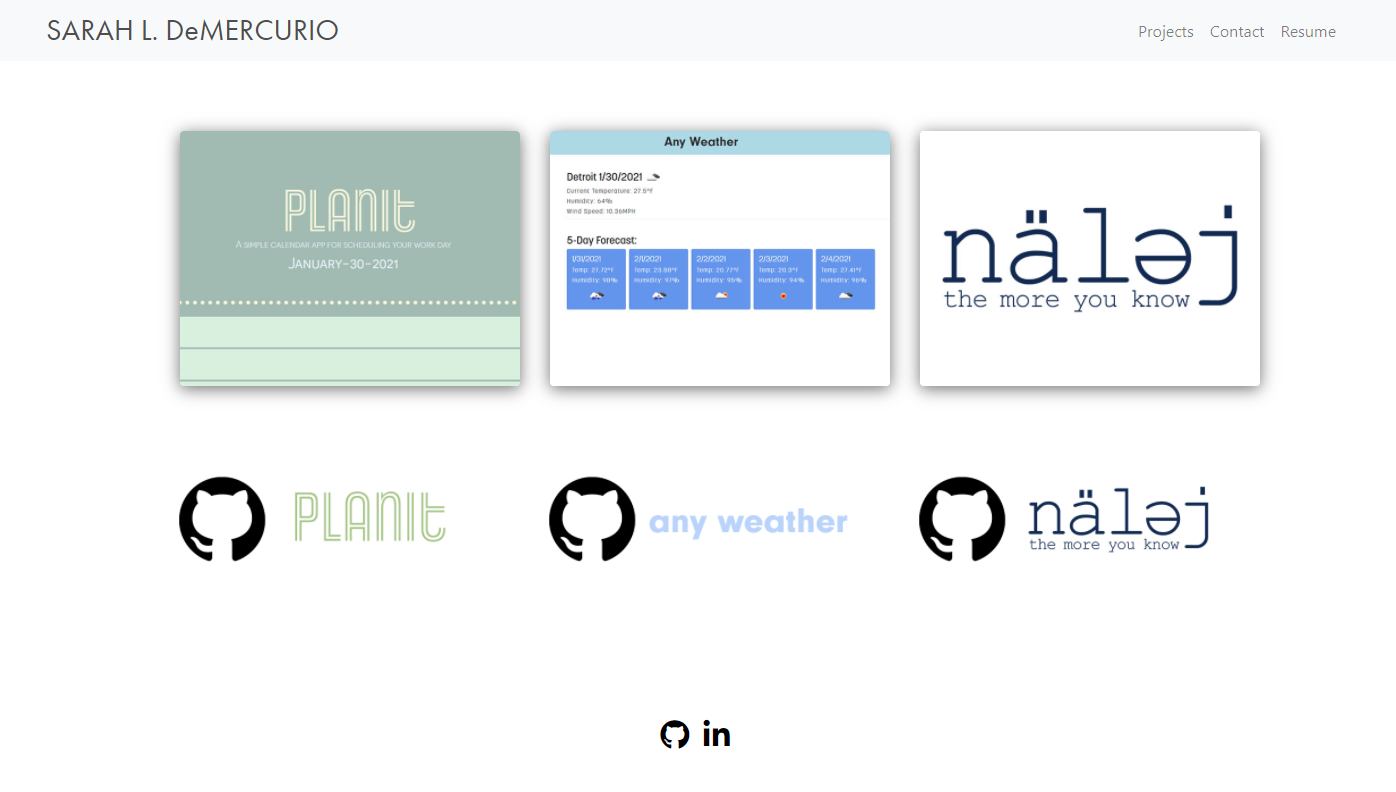 SARAH L. DeMERCURIO
Projects Contact Resume
PLANIt
A SIMPLE CALENDAR APP FOR SCHEDULING YOUR WORK DAY
JANUARY-30-2021
Any Weather
Detroit 1/30/2021
Current Temperature: 27.5°F
Humidity: 64%
Wind Speed: 10.36MPH
5-Day Forecast:
1/31/2021 2/1/2021 2/2/2021 2/3/2021 2/4/2021
Temp: 27.72°F Temp: 23.88°F Temp: 20.77°F Temp: 20.3°F Temp: 27.41°F
Humidity: 98% Humidity: 97% Humidity: 95% Humidity: 94% Humidity: 96%
näləj
the more you know
PLANIt
any weather
näləj
the more you know
in